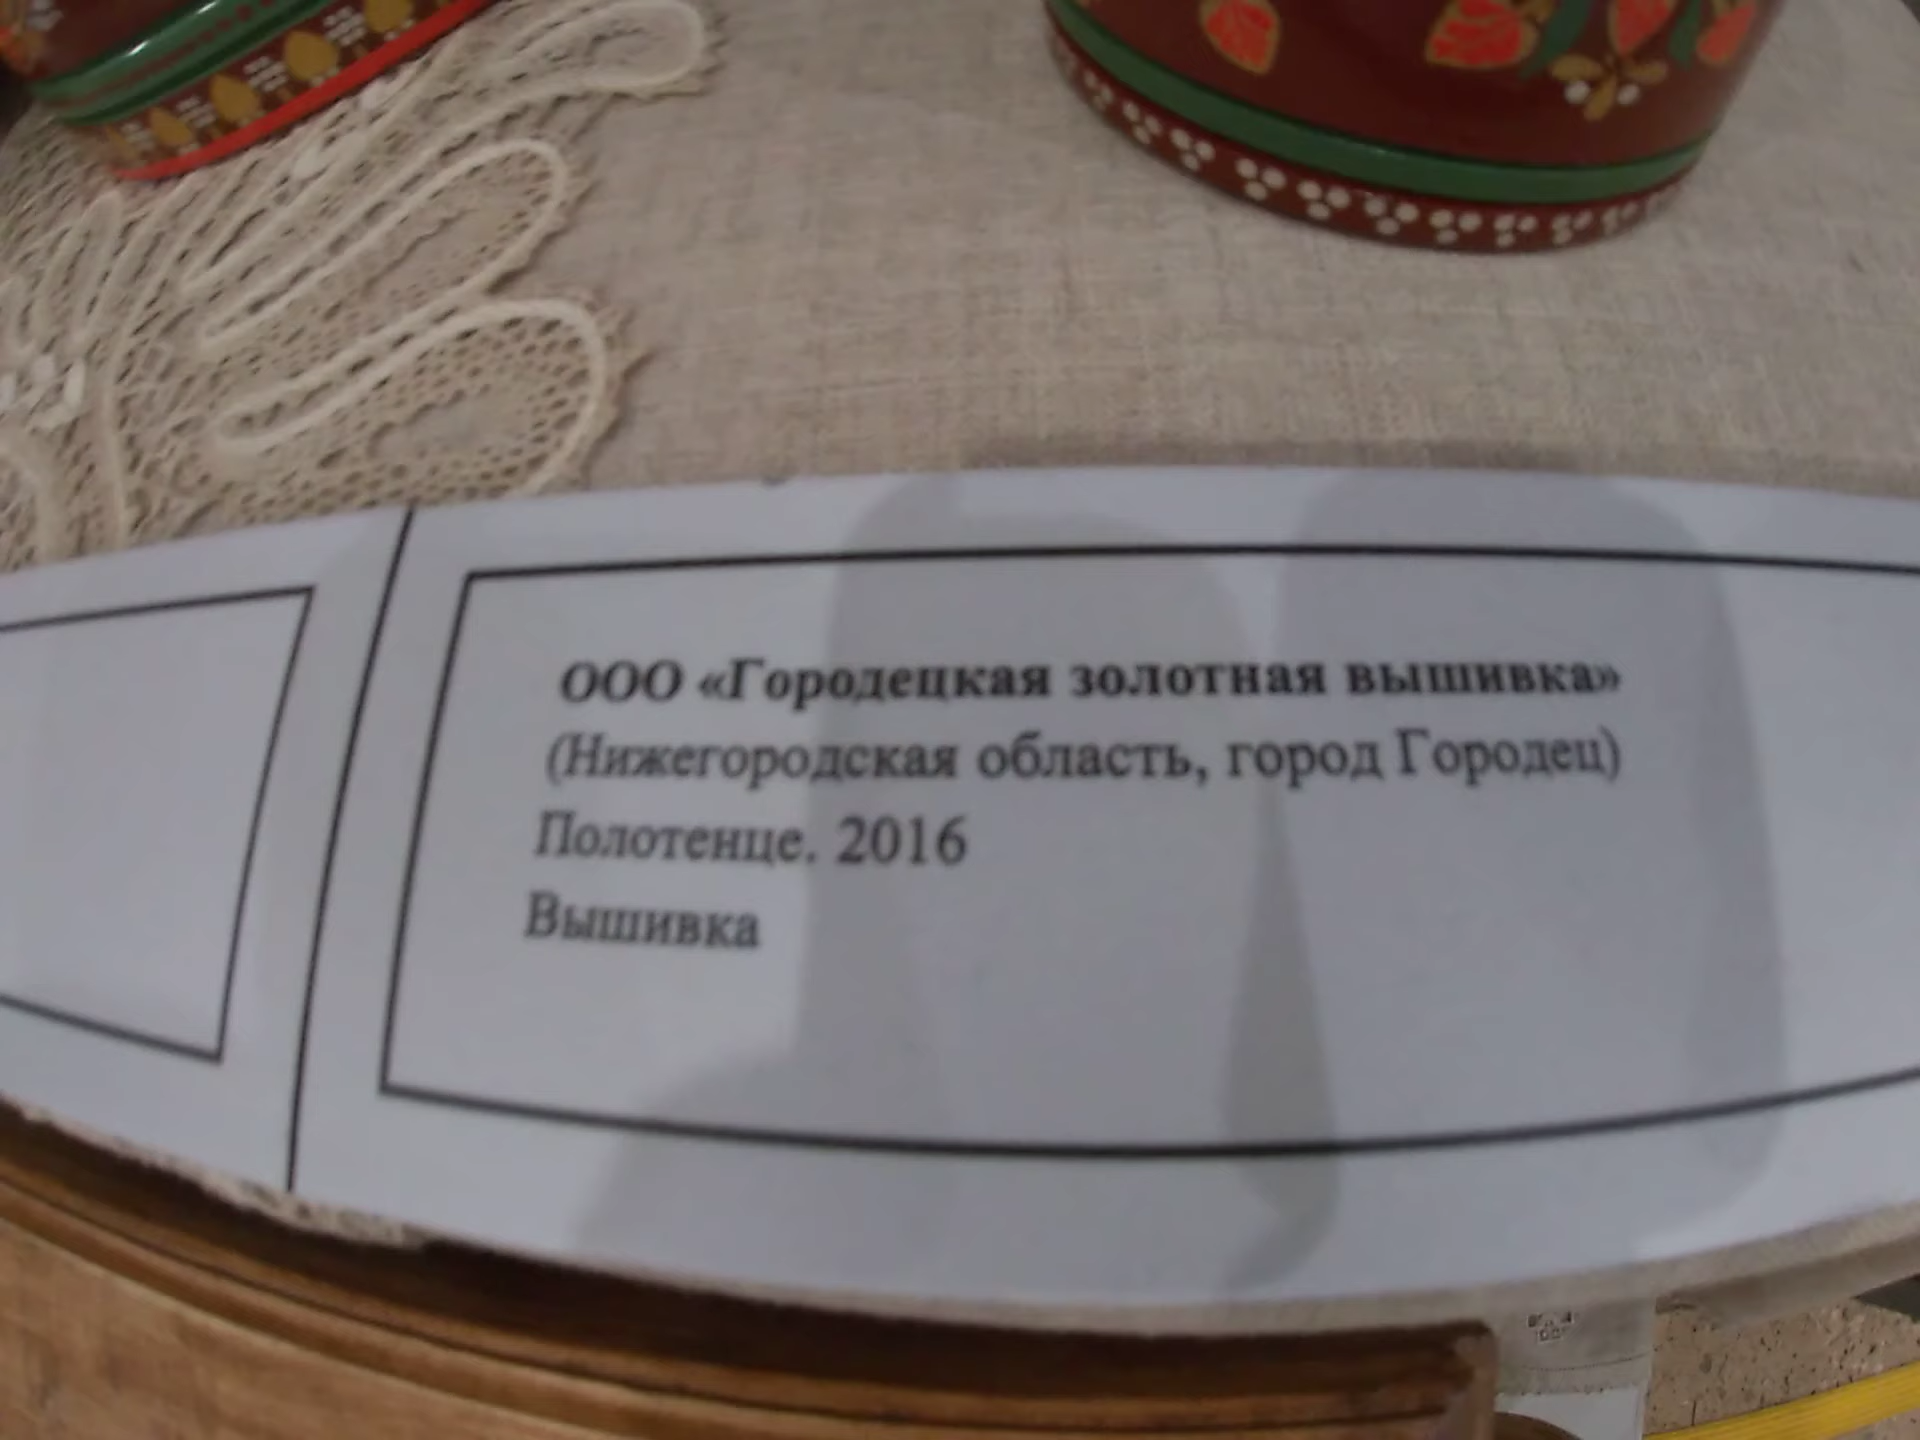 ООО «Городецкая золотная вышивка»
(Нижегородская область, город Городец)
Полотенце. 2016
Вышивка